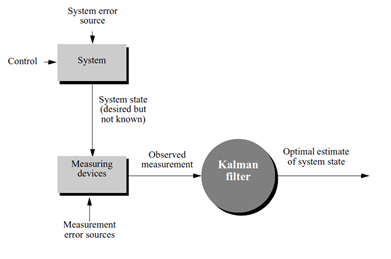 System error
source
Control
System
System state
(desired but
not known)
Measuring
devices
Observed
measurement
Kalman
filter
Optimal estimate
of system state
Measurement
error sources